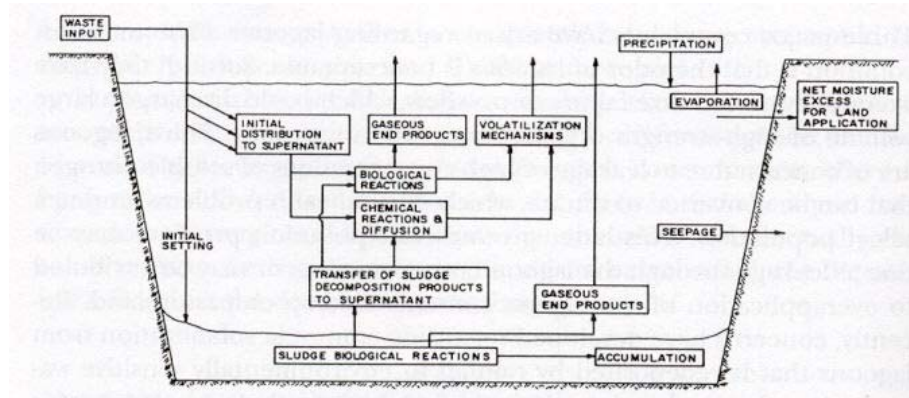 WASTE
INPUT
PRECIPITATION
EVAPORATION
NET MOISTURE
EXCESS
FOR LAND
APPLICATION
INITIAL
DISTRIBUTION
TO SUPERNATANT
GASEOUS
END PRODUCTS
VOLATILIZATION
MECHANISMS
BIOLOGICAL
REACTIONS
CHEMICAL
REACTIONS &
DIFFUSION
INITIAL
SETTING
SEEPAGE
TRANSFER OF SLUDGE
DECOMPOSITION PRODUCTS
TO SUPERNATANT
GASEOUS
END PRODUCTS
SLUDGE BIOLOGICAL REACTIONS
ACCUMULATION